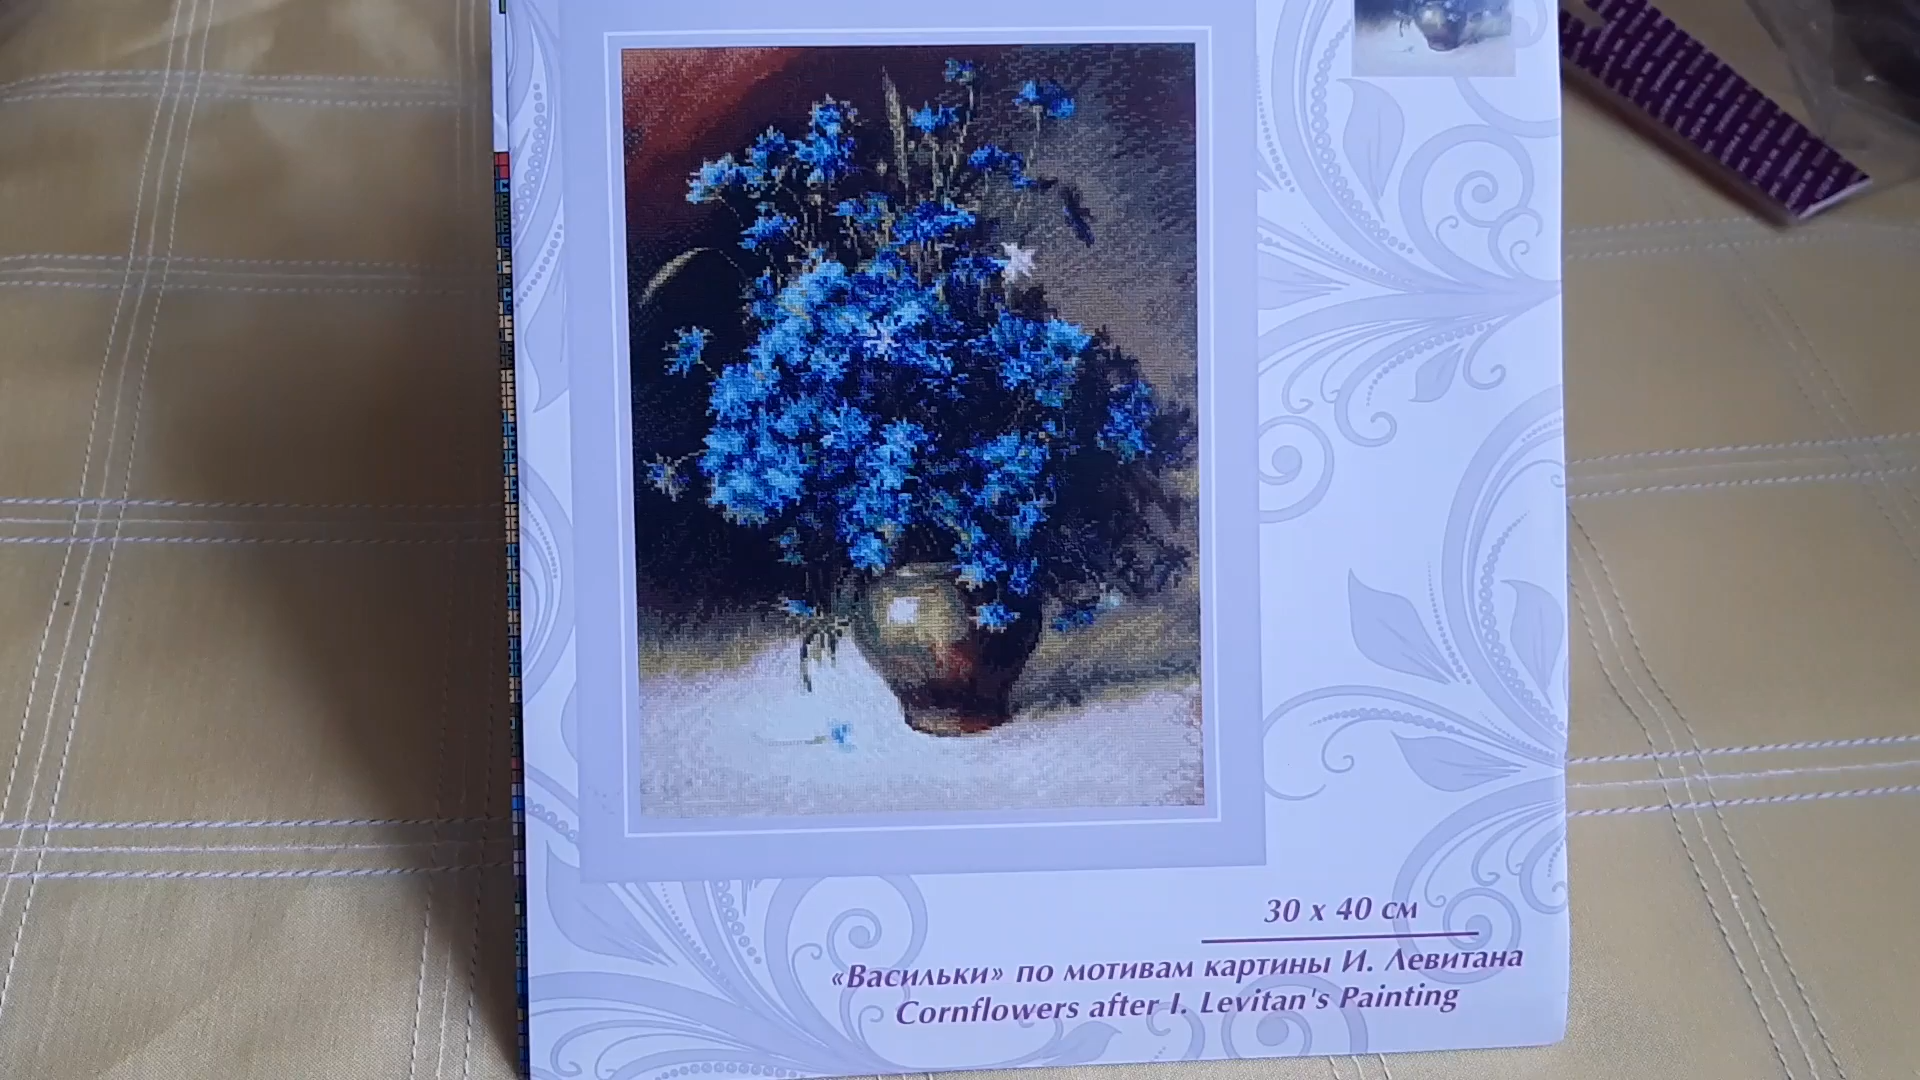 30 х 40 см
«Васильки» по мотивам картины И. Левитана
Cornflowers after I. Levitan's Painting